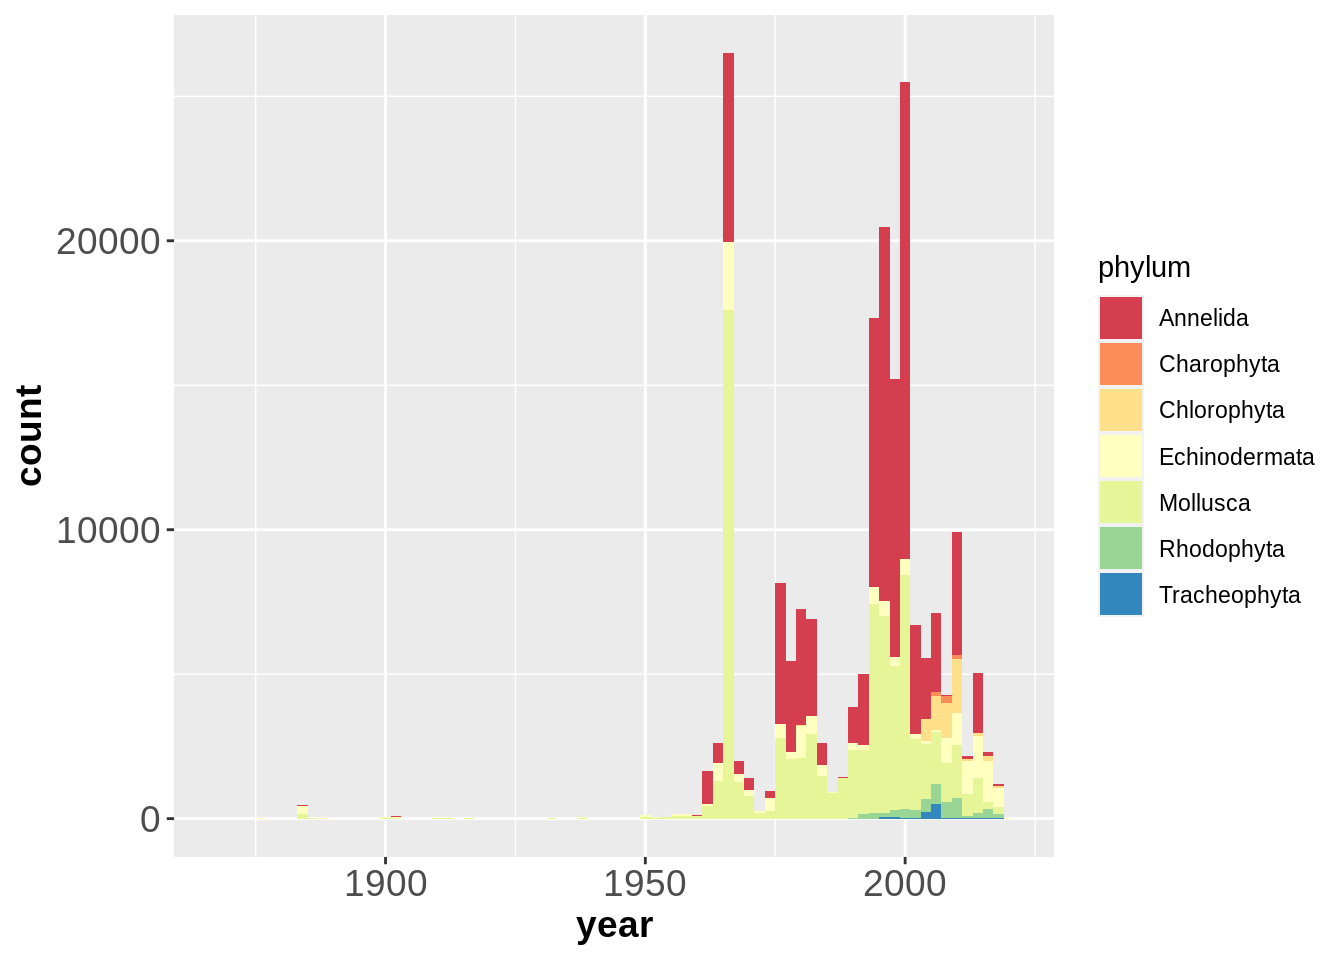 20000
10000
0
count
1900
1950
2000
year
phylum
Annelida
Charophyta
Chlorophyta
Echinodermata
Mollusca
Rhodophyta
Tracheophyta